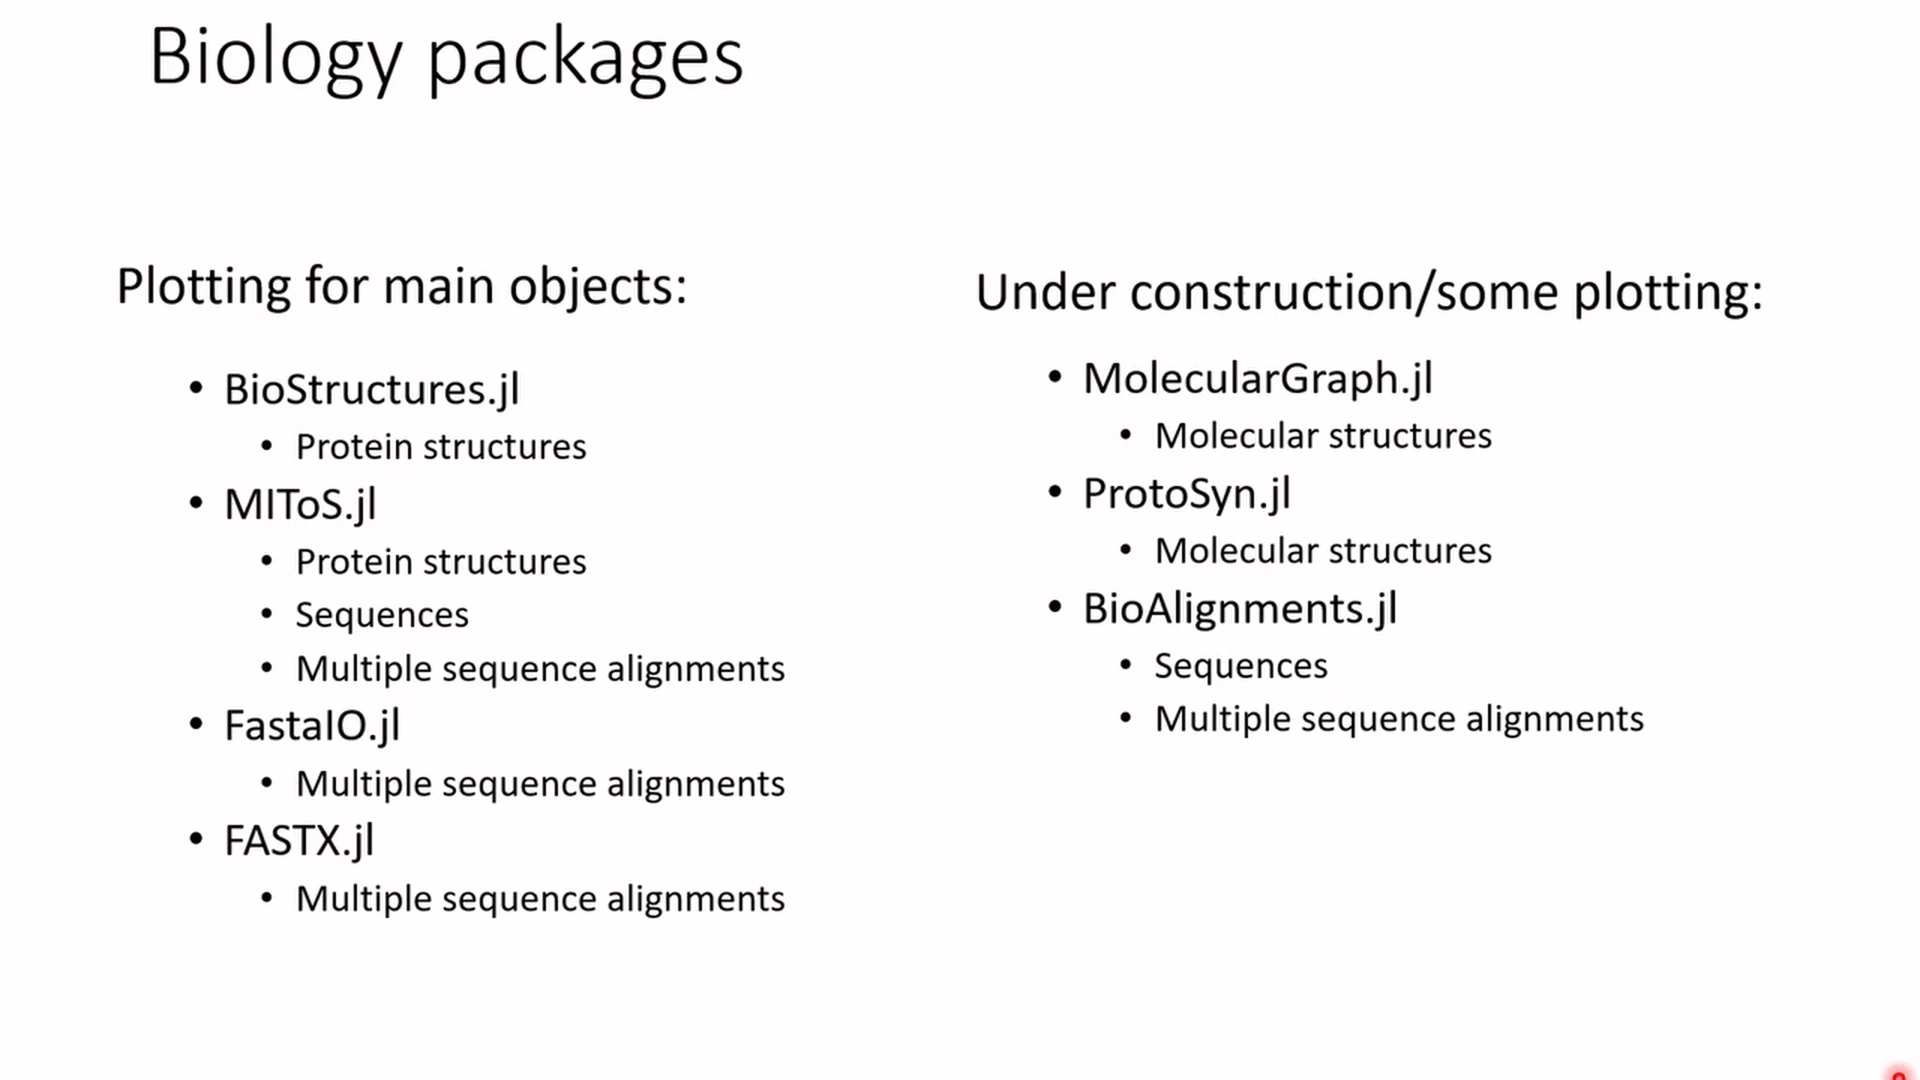 Biology packages
Plotting for main objects:
• BioStructures.jl
• Protein structures
• MIToS.jl
• Protein structures
• Sequences
• Multiple sequence alignments
• FastaIO.jl
• Multiple sequence alignments
• FASTX.jl
• Multiple sequence alignments
Under construction/some plotting:
• MolecularGraph.jl
• Molecular structures
• ProtoSyn.jl
• Molecular structures
• BioAlignments.jl
• Sequences
• Multiple sequence alignments